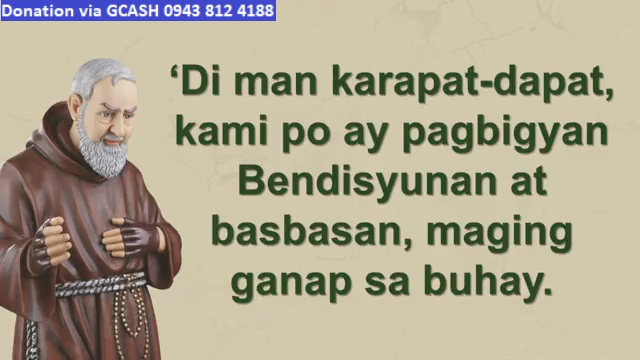 Donation via GCASH 0943 812 4188
‘Di man karapat-dapat,
kami po ay pagbigyan
Bendisyunan at
basbasan, maging
ganap sa buhay.